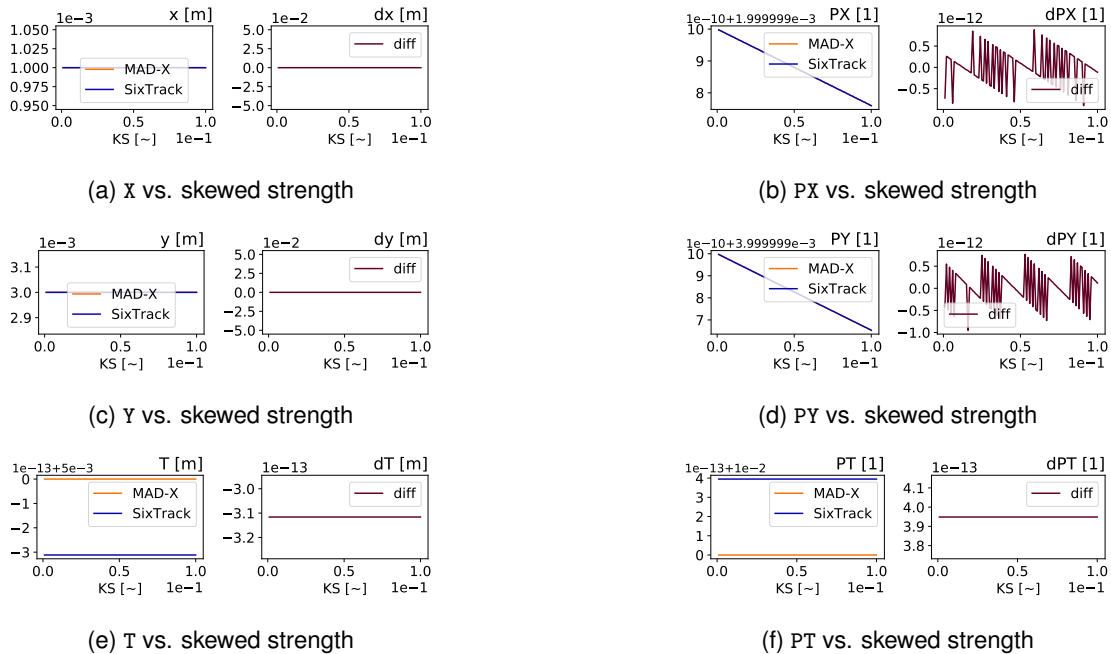 1e−3 x [m]
1.050
1.025
1.000
0.975
0.950
MAD-X
SixTrack
0.0 0.5 1.0
KS [~] 1e−1
1e−2 dx [m]
5.0
2.5
0.0
−2.5
−5.0
diff
0.0 0.5 1.0
KS [~] 1e−1
(a) X vs. skewed strength
1e−10+1.999999e−3 PX [1]
10
9
8
MAD-X
SixTrack
0.0 0.5 1.0
KS [~] 1e−1
1e−12 dPX [1]
0.5
0.0
−0.5
diff
0.0 0.5 1.0
KS [~] 1e−1
(b) PX vs. skewed strength
1e−3 y [m]
3.1
3.0
2.9
MAD-X
SixTrack
0.0 0.5 1.0
KS [~] 1e−1
1e−2 dy [m]
5.0
2.5
0.0
−2.5
−5.0
diff
0.0 0.5 1.0
KS [~] 1e−1
(c) Y vs. skewed strength
1e−10+3.999999e−3 PY [1]
10
9
8
7
MAD-X
SixTrack
0.0 0.5 1.0
KS [~] 1e−1
1e−12 dPY [1]
0.5
0.0
−0.5
−1.0
diff
0.0 0.5 1.0
KS [~] 1e−1
(d) PY vs. skewed strength
1e−13+5e−3 T [m]
0
−1
−2
−3
MAD-X
SixTrack
0.0 0.5 1.0
KS [~] 1e−1
1e−13 dT [m]
−3.0
−3.1
−3.2
diff
0.0 0.5 1.0
KS [~] 1e−1
(e) T vs. skewed strength
1e−13+1e−2 PT [1]
4
3
2
1
0
MAD-X
SixTrack
0.0 0.5 1.0
KS [~] 1e−1
1e−13 dPT [1]
4.1
4.0
3.9
3.8
diff
0.0 0.5 1.0
KS [~] 1e−1
(f) PT vs. skewed strength